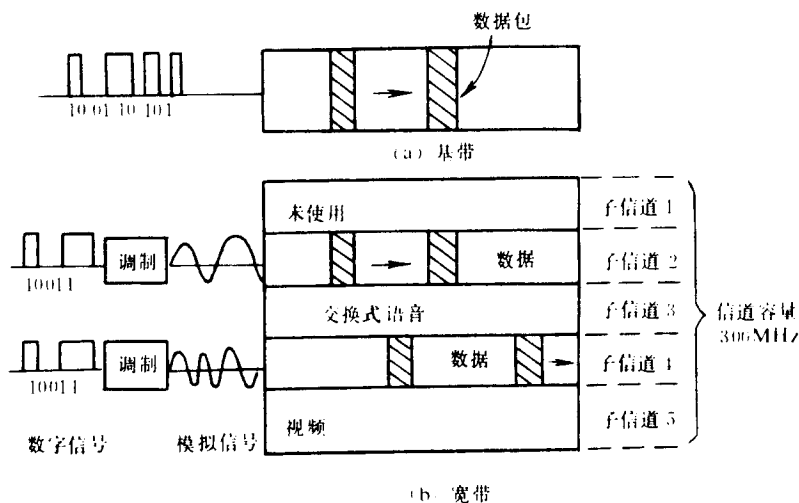 数据包
10 01 10 101
(a) 基带
未使用
子信道 1
10011
调制
数据
子信道 2
交换式语音
子信道 3
信道容量
306MHz
10011
调制
数据
子信道 4
视频
子信道 5
数字信号
模拟信号
(b) 宽带